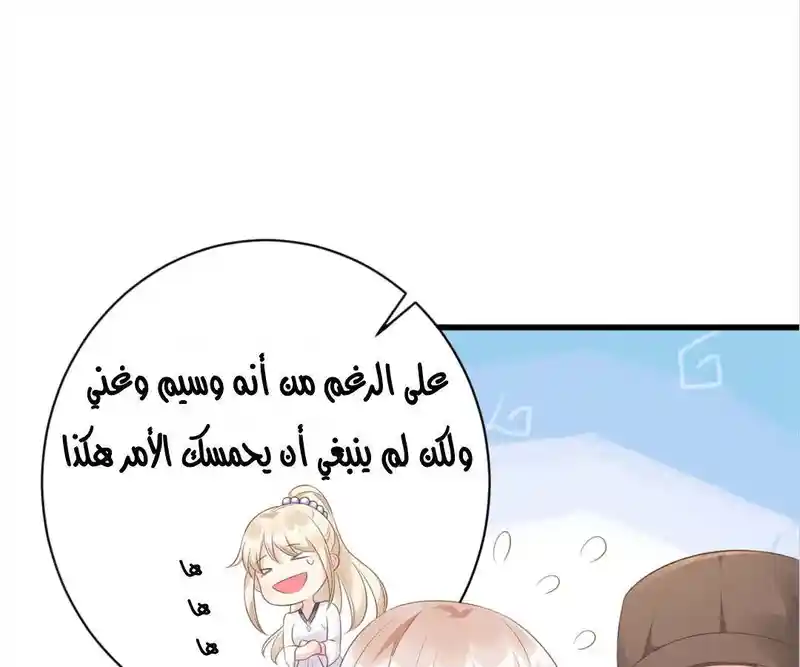 على الرغم من أنه وسيم وغني
ولكن لم ينبغي أن يحمسك الأمر هكذا
ها
ها
ها